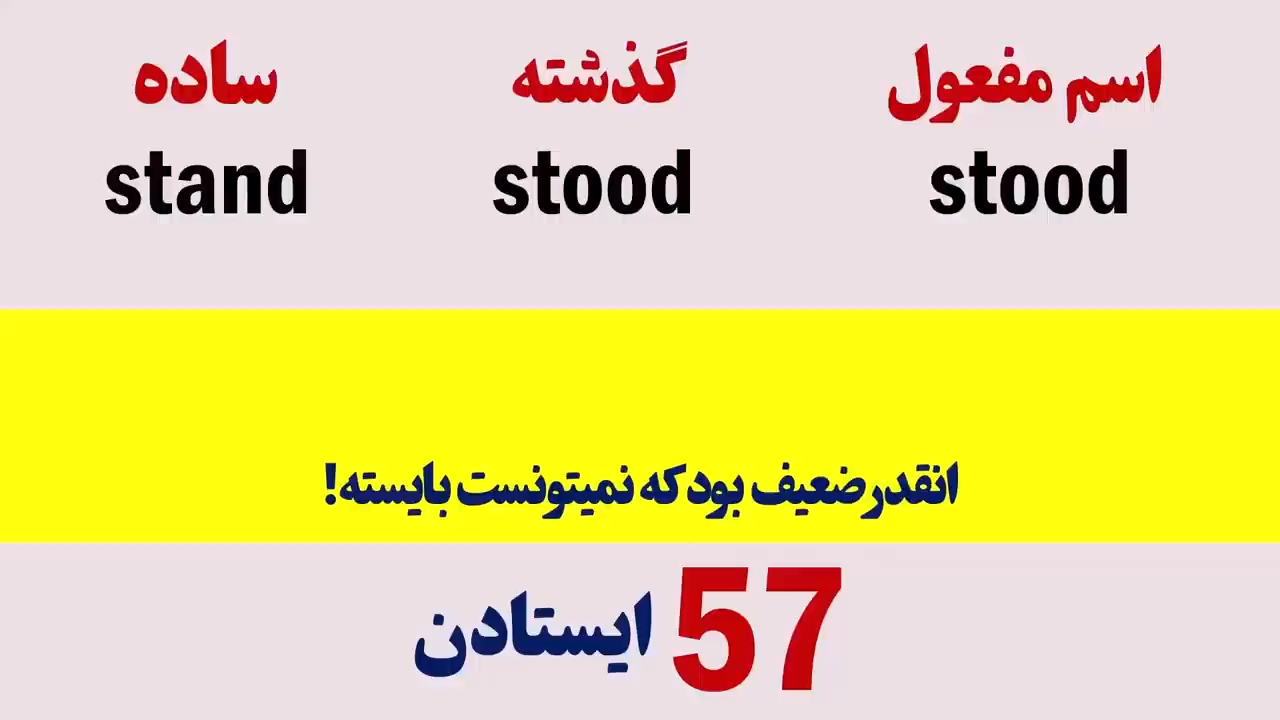 ساده گذشته اسم مفعول
stand stood stood
انقدر ضعیف بود که نمیتونست بایسته!
57 ایستادن